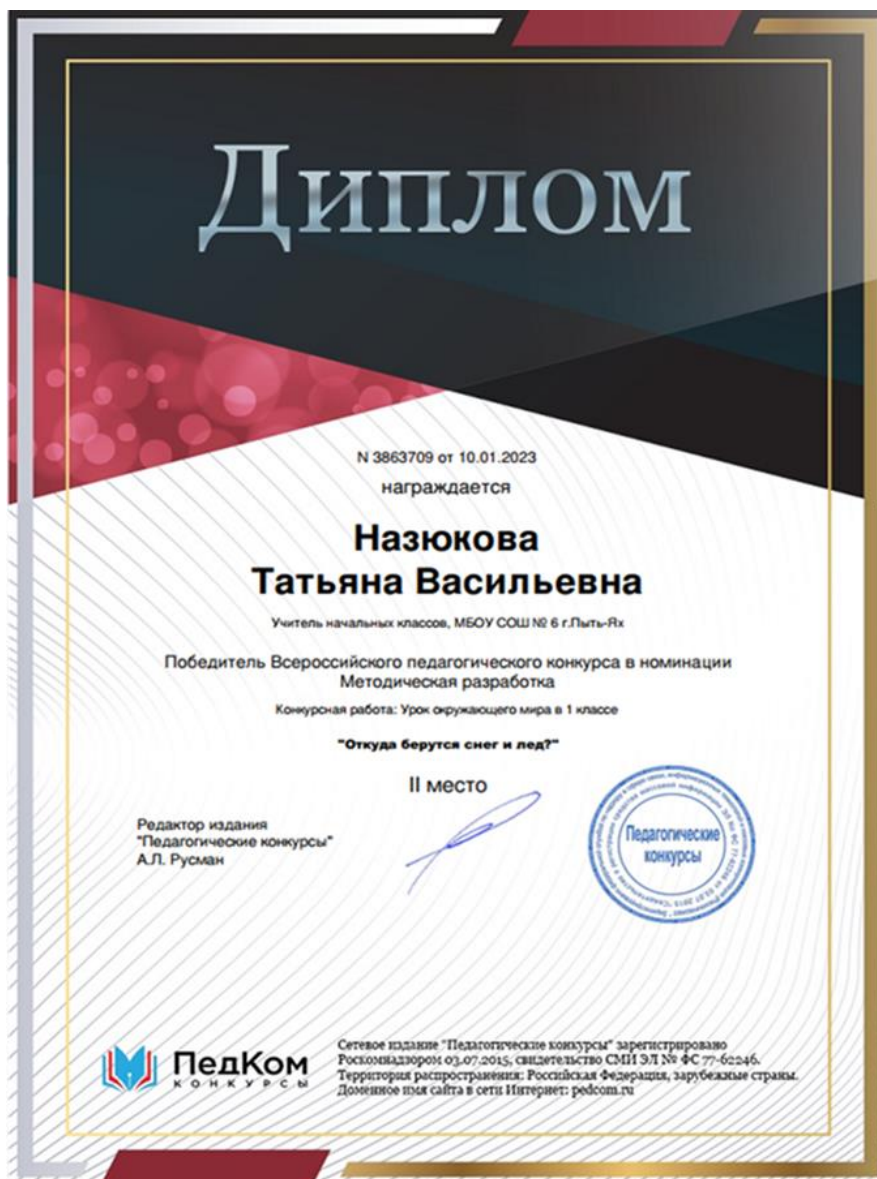 Диплом
N 3863709 от 10.01.2023
награждается
Назюкова
Татьяна Васильевна
Учитель начальных классов, МБОУ СОШ № 6 г.Пыть-Ях
Победитель Всероссийского педагогического конкурса в номинации
Методическая разработка
Конкурсная работа: Урок окружающего мира в 1 классе
"Откуда берутся снег и лед?"
II место
Редактор издания
"Педагогические конкурсы"
А.Л. Русман
Педагогические
конкурсы
ПедКом
КОНКУРСЫ
Сетевое издание "Педагогические конкурсы" зарегистрировано
Роскомнадзором 03.07.2015, свидетельство СМИ ЭЛ № ФС 77-62246.
Территория распространения: Российская Федерация, зарубежные страны.
Доменное имя сайта в сети Интернет: pedcom.ru